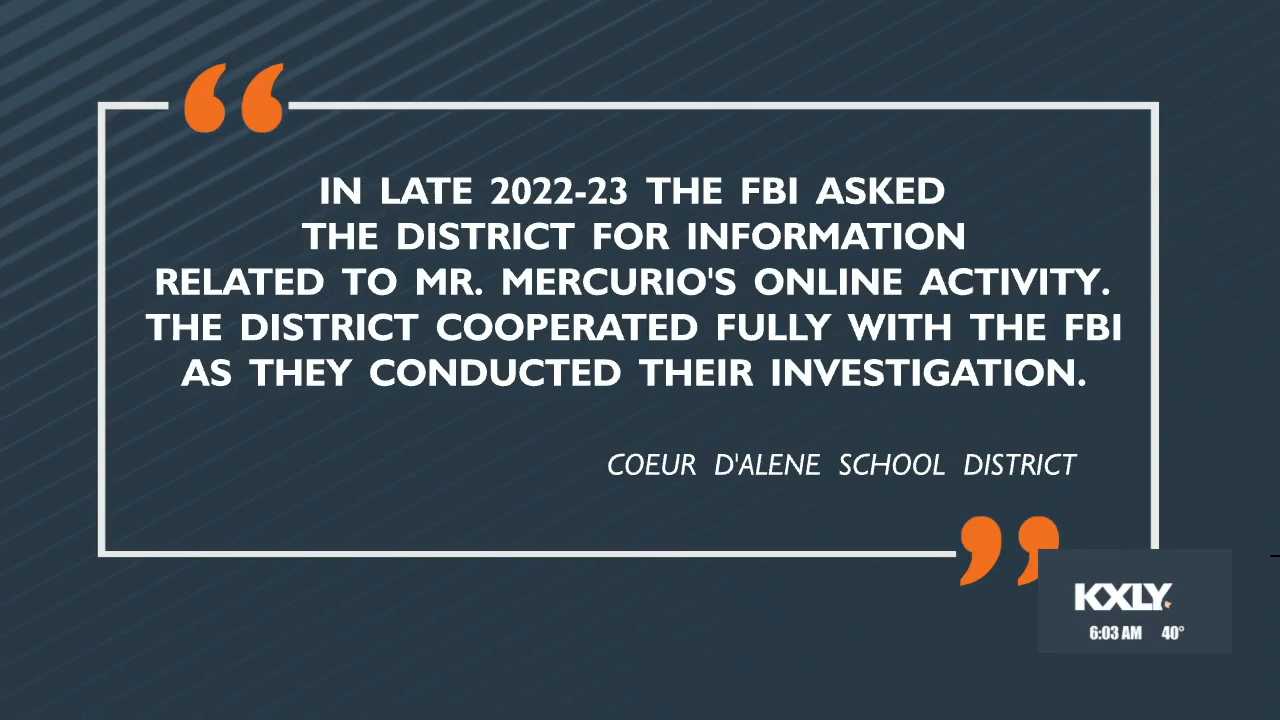 IN LATE 2022-23 THE FBI ASKED
THE DISTRICT FOR INFORMATION
RELATED TO MR. MERCURIO'S ONLINE ACTIVITY.
THE DISTRICT COOPERATED FULLY WITH THE FBI
AS THEY CONDUCTED THEIR INVESTIGATION.
COEUR D'ALENE SCHOOL DISTRICT
KXLY
6:03 AM 40°